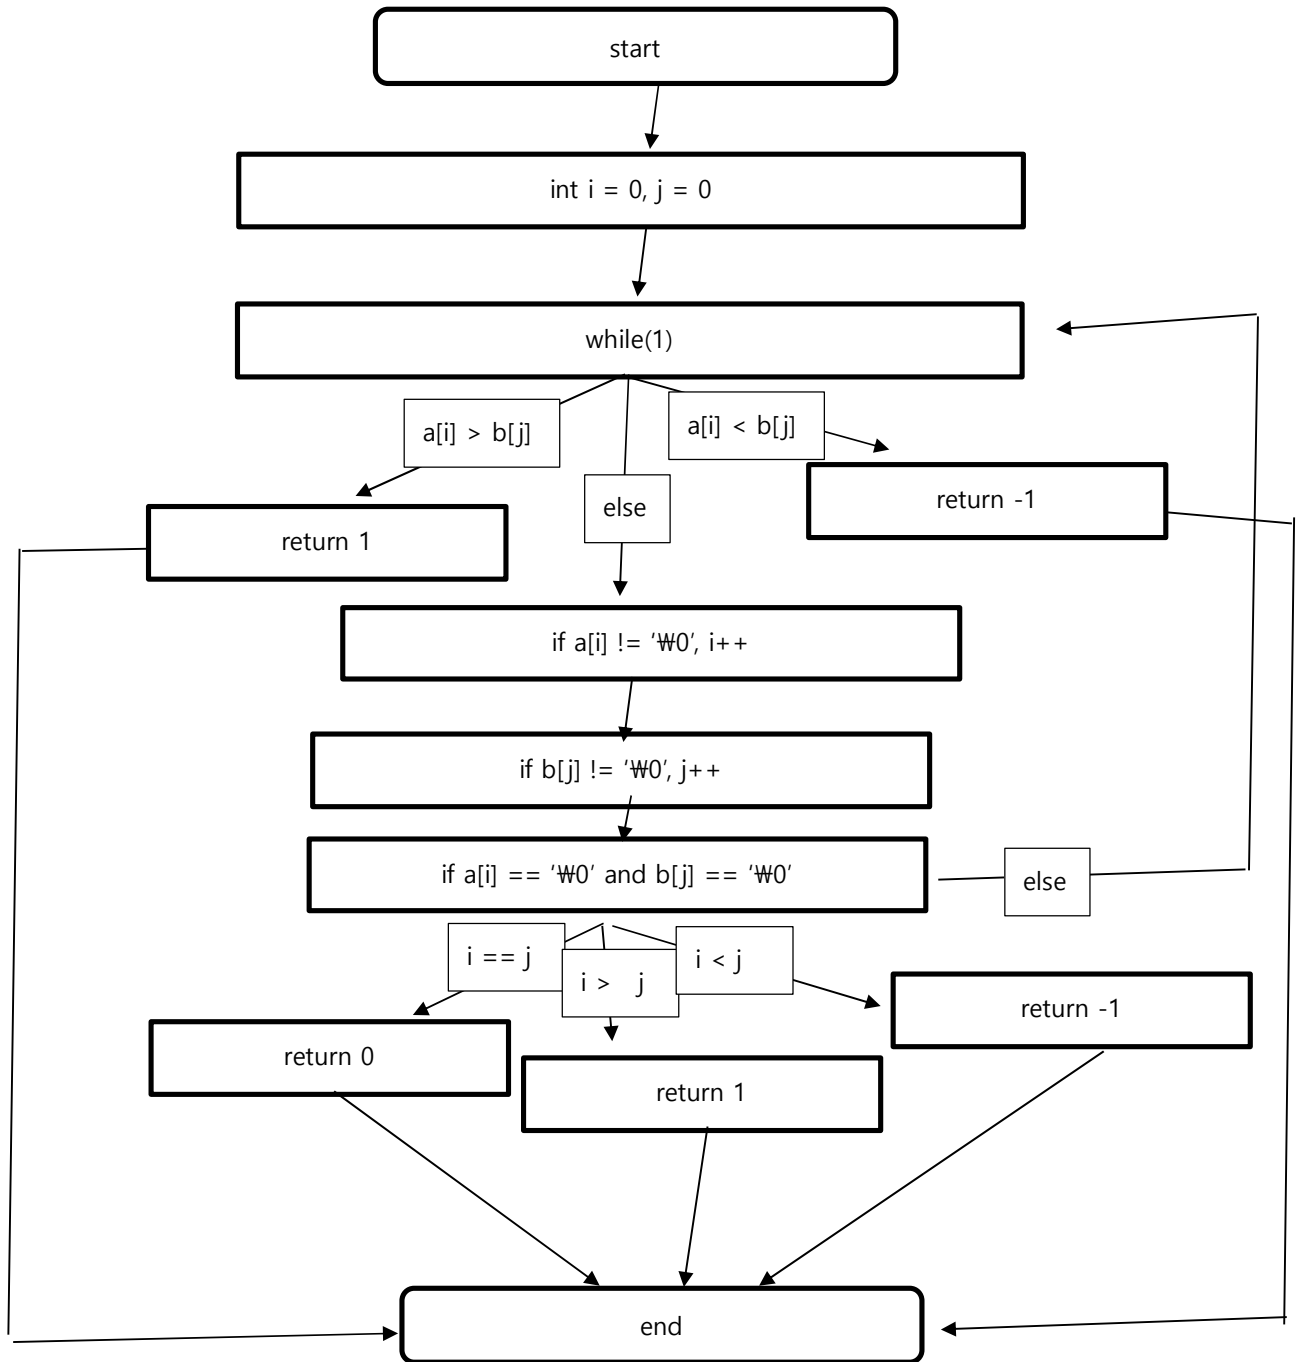 start
int i = 0, j = 0
while(1)
a[i] > b[j]
a[i] < b[j]
else
return -1
return 1
if a[i] != ‘₩0’, i++
if b[j] != ‘₩0’, j++
if a[i] == ‘₩0’ and b[j] == ‘₩0’
else
i == j
i > j
i < j
return 0
return 1
return -1
end